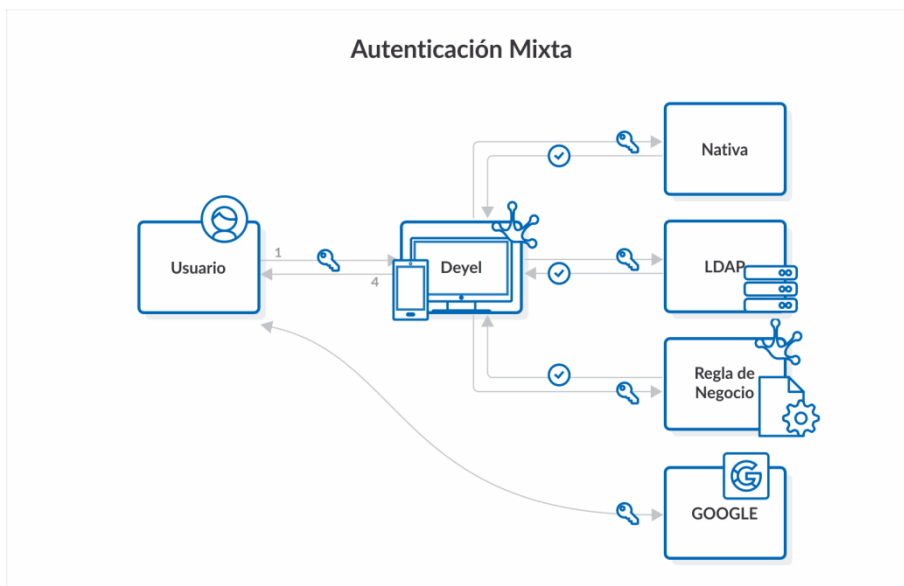 Autenticación Mixta
Nativa
Usuario
1
4
Deyel
LDAP
Regla de
Negocio
GOOGLE